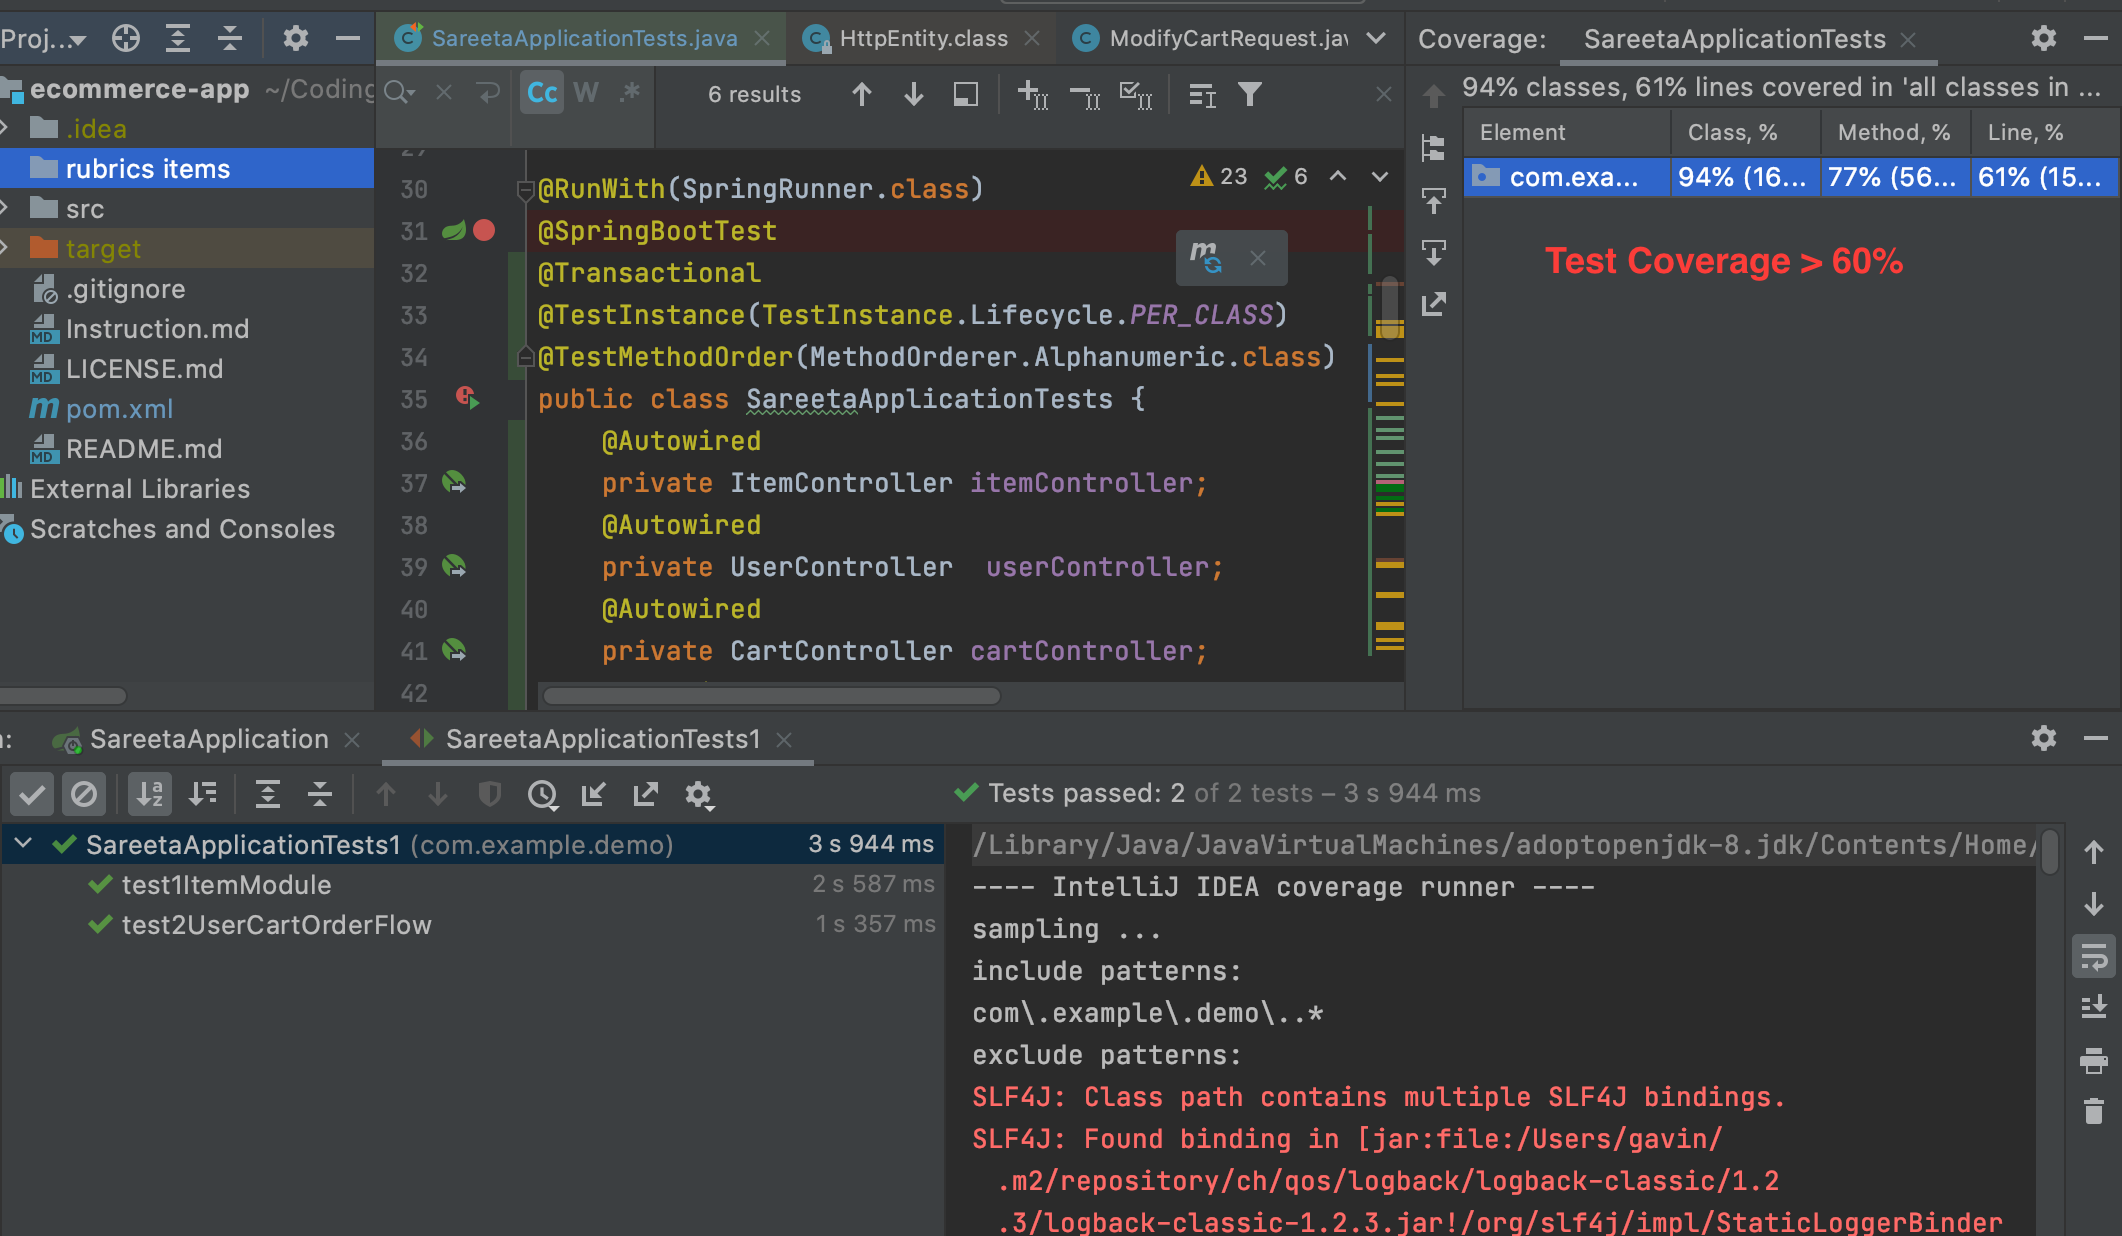 Proj...
SareetaApplicationTests.java
HttpEntity.class
ModifyCartRequest.jav
Coverage:
SareetaApplicationTests
ecommerce-app ~/Coding
.idea
rubrics items
src
target
.gitignore
Instruction.md
LICENSE.md
pom.xml
README.md
External Libraries
Scratches and Consoles
Cc W .*
6 results
23 6
30 @RunWith(SpringRunner.class)
31 @SpringBootTest
32 @Transactional
33 @TestInstance(TestInstance.Lifecycle.PER_CLASS)
34 @TestMethodOrder(MethodOrderer.Alphanumeric.class)
35 public class SareetaApplicationTests {
36 @Autowired
37 private ItemController itemController;
38 @Autowired
39 private UserController userController;
40 @Autowired
41 private CartController cartController;
42
94% classes, 61% lines covered in 'all classes in ...
Element Class, % Method, % Line, %
com.exa... 94% (16... 77% (56... 61% (15...
Test Coverage > 60%
SareetaApplication
SareetaApplicationTests1
Tests passed: 2 of 2 tests – 3 s 944 ms
SareetaApplicationTests1 (com.example.demo) 3 s 944 ms
test1ItemModule 2 s 587 ms
test2UserCartOrderFlow 1 s 357 ms
/Library/Java/JavaVirtualMachines/adoptopenjdk-8.jdk/Contents/Home/
---- IntelliJ IDEA coverage runner ----
sampling ...
include patterns:
com\.example\.demo\..*
exclude patterns:
SLF4J: Class path contains multiple SLF4J bindings.
SLF4J: Found binding in [jar:file:/Users/gavin/
.m2/repository/ch/qos/logback/logback-classic/1.2
.3/logback-classic-1.2.3.jar!/org/slf4j/impl/StaticLoggerBinder